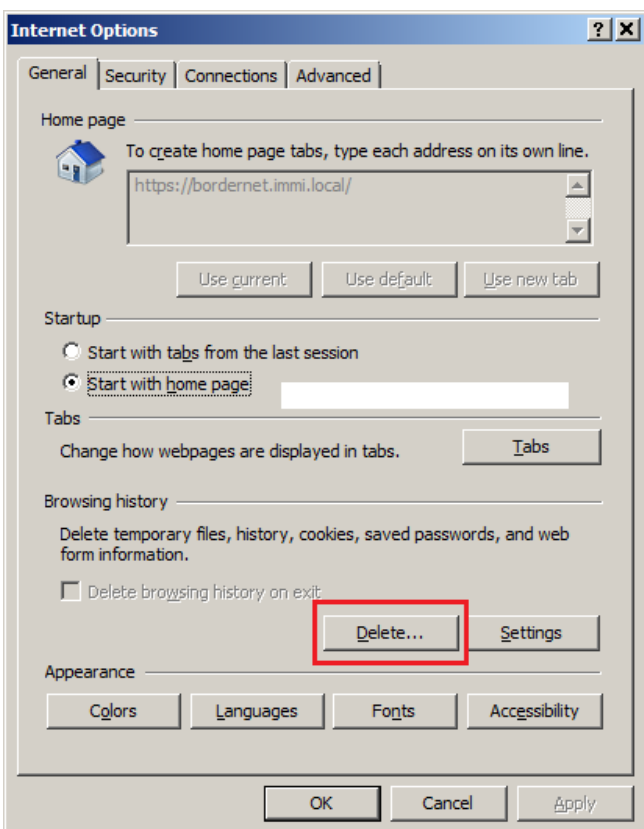 Internet Options
General Security Connections Advanced
Home page
To create home page tabs, type each address on its own line.
https://bordernet.immi.local/
Use current Use default Use new tab
Startup
Start with tabs from the last session
Start with home page
Tabs
Change how webpages are displayed in tabs.
Tabs
Browsing history
Delete temporary files, history, cookies, saved passwords, and web
form information.
Delete browsing history on exit
Delete... Settings
Appearance
Colors Languages Fonts Accessibility
OK Cancel Apply